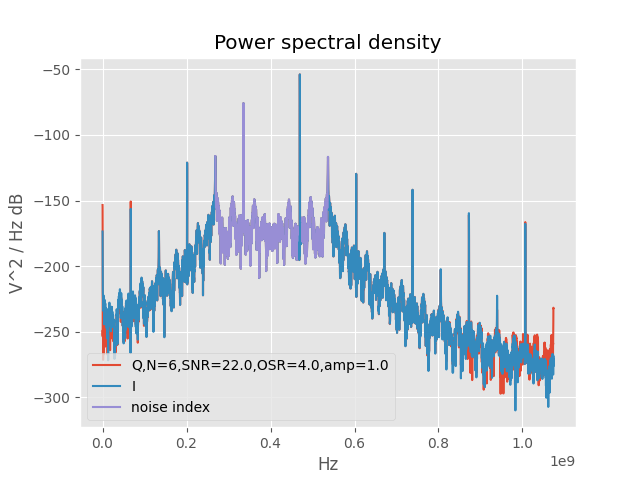 Power spectral density
V^2 / Hz dB
−50
−100
−150
−200
−250
−300
Q,N=6,SNR=22.0,OSR=4.0,amp=1.0
I
noise index
0.0 0.2 0.4 0.6 0.8 1.0
1e9
Hz